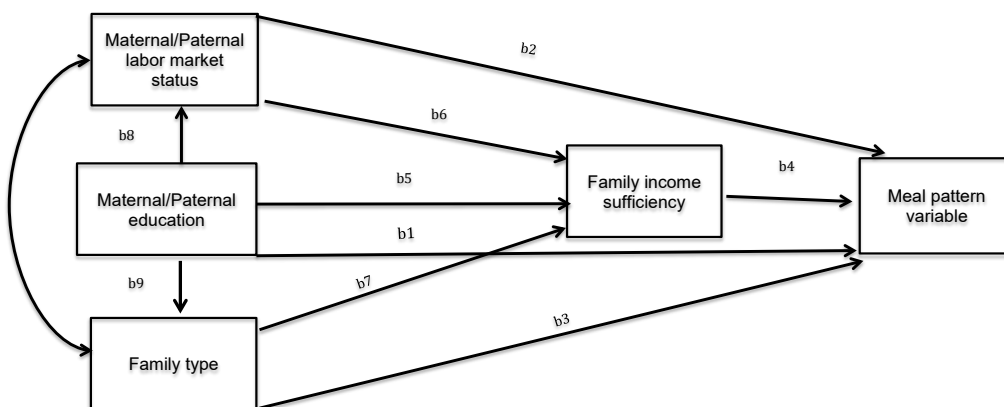 Maternal/Paternal
labor market
status
b2
b6
b8
b5
Family income
sufficiency
b4
Maternal/Paternal
education
Meal pattern
variable
b1
b9
b7
b3
Family type